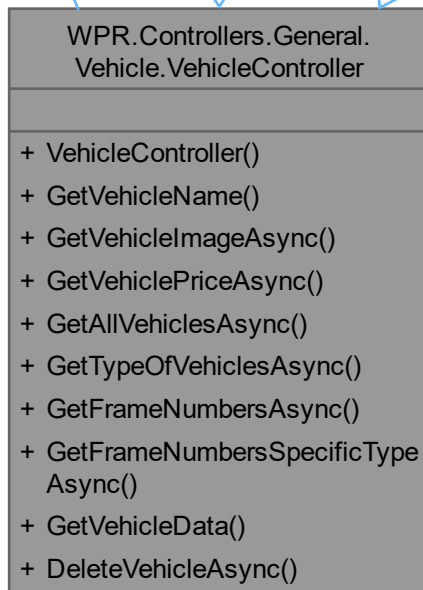 WPR.Controllers.General.
Vehicle.VehicleController
+ VehicleController()
+ GetVehicleName()
+ GetVehicleImageAsync()
+ GetVehiclePriceAsync()
+ GetAllVehiclesAsync()
+ GetTypeOfVehiclesAsync()
+ GetFrameNumbersAsync()
+ GetFrameNumbersSpecificType
Async()
+ GetVehicleData()
+ DeleteVehicleAsync()